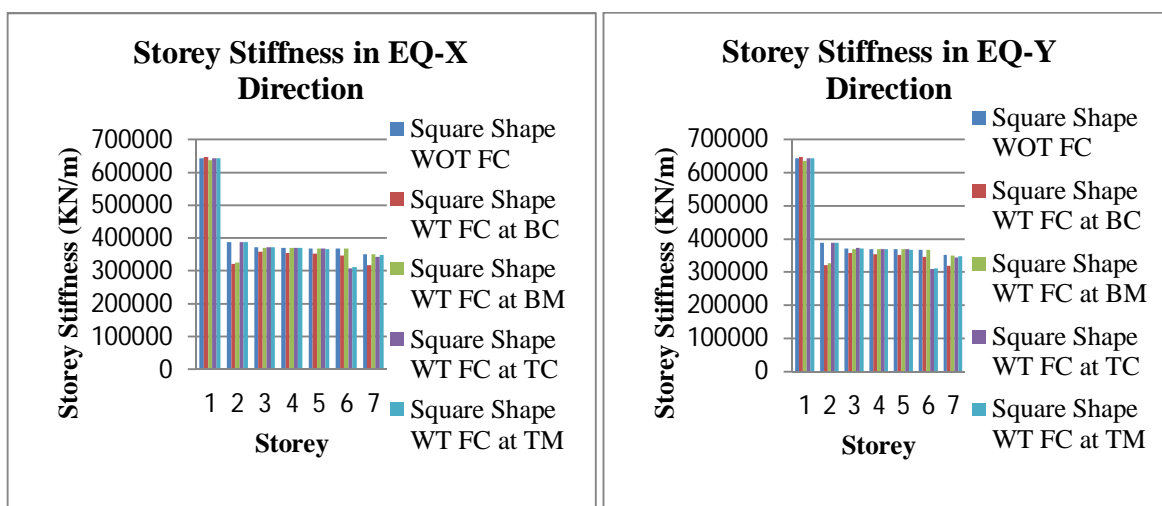 Storey Stiffness in EQ-X
Direction
Storey Stiffness (KN/m)
700000
600000
500000
400000
300000
200000
100000
0
1 2 3 4 5 6 7
Storey
Square Shape
WOT FC
Square Shape
WT FC at BC
Square Shape
WT FC at BM
Square Shape
WT FC at TC
Square Shape
WT FC at TM
Storey Stiffness in EQ-Y
Direction
Storey Stiffness (KN/m)
700000
600000
500000
400000
300000
200000
100000
0
1 2 3 4 5 6 7
Storey
Square Shape
WOT FC
Square Shape
WT FC at BC
Square Shape
WT FC at BM
Square Shape
WT FC at TC
Square Shape
WT FC at TM